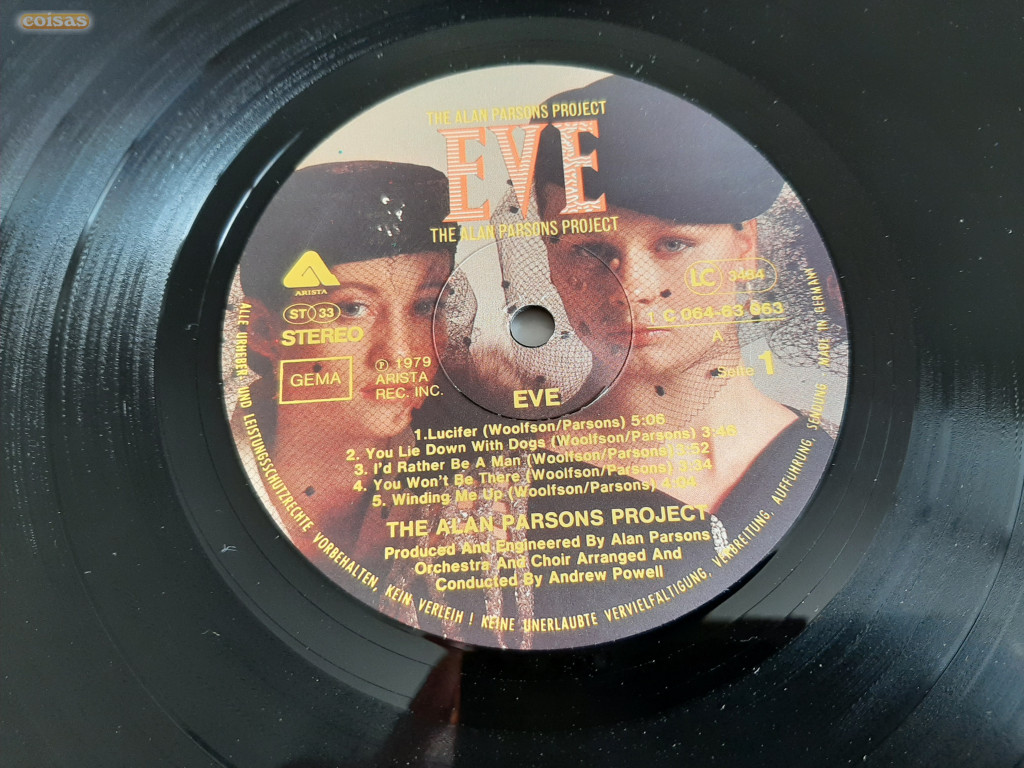 coisas
THE ALAN PARSONS PROJECT
EVE
THE ALAN PARSONS PROJECT
ARISTA
ST 33
STEREO
GEMA
℗ 1979
ARISTA
REC. INC.
LC 3484
1 C 064-63 063
A
Seite 1
EVE
1.Lucifer (Woolfson/Parsons) 5:06
2. You Lie Down With Dogs (Woolfson/Parsons) 3:46
3. I'd Rather Be A Man (Woolfson/Parsons) 3:52
4. You Won't Be There (Woolfson/Parsons) 3:34
5. Winding Me Up (Woolfson/Parsons) 4:04
THE ALAN PARSONS PROJECT
Produced And Engineered By Alan Parsons
Orchestra And Choir Arranged And
Conducted By Andrew Powell
ALLE URHEBER- UND LEISTUNGSSCHUTZRECHTE VORBEHALTEN, KEIN VERLEIH ! KEINE UNERLAUBTE VERVIELFÄLTIGUNG, VERBREITUNG, AUFFÜHRUNG, SENDUNG MADE IN GERMANY